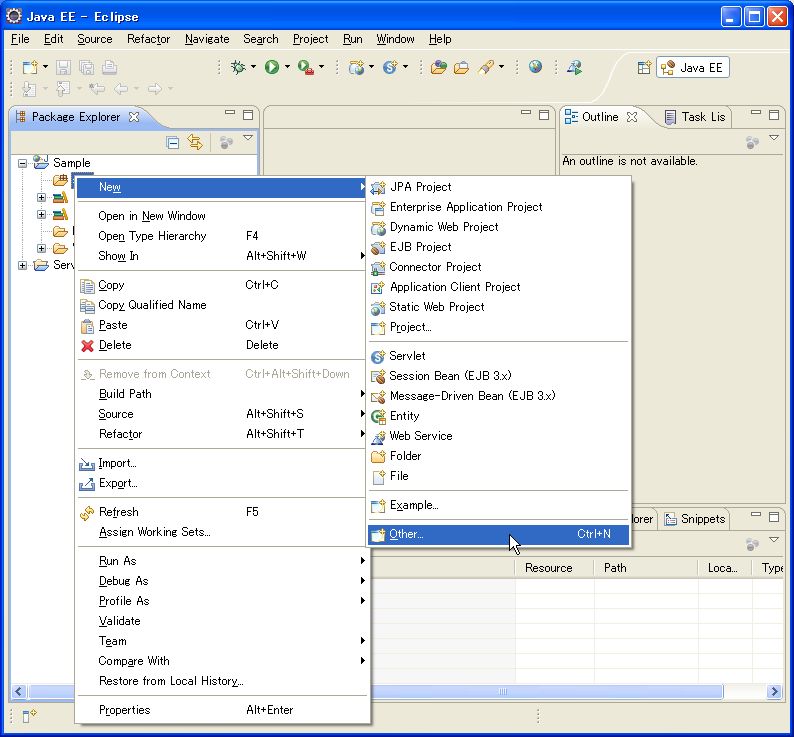 Java EE - Eclipse
File Edit Source Refactor Navigate Search Project Run Window Help
Java EE
Package Explorer
Outline
Task Lis
An outline is not available.
Sample
Serv
New
Open in New Window
Open Type Hierarchy F4
Show In Alt+Shift+W
Copy Ctrl+C
Copy Qualified Name
Paste Ctrl+V
Delete Delete
Remove from Context Ctrl+Alt+Shift+Down
Build Path
Source Alt+Shift+S
Refactor Alt+Shift+T
Import...
Export...
Refresh F5
Assign Working Sets...
Run As
Debug As
Profile As
Validate
Team
Compare With
Restore from Local History...
Properties Alt+Enter
JPA Project
Enterprise Application Project
Dynamic Web Project
EJB Project
Connector Project
Application Client Project
Static Web Project
Project...
Servlet
Session Bean (EJB 3.x)
Message-Driven Bean (EJB 3.x)
Entity
Web Service
Folder
File
Example...
Other... Ctrl+N
lorer
Snippets
Resource Path Loca... Type